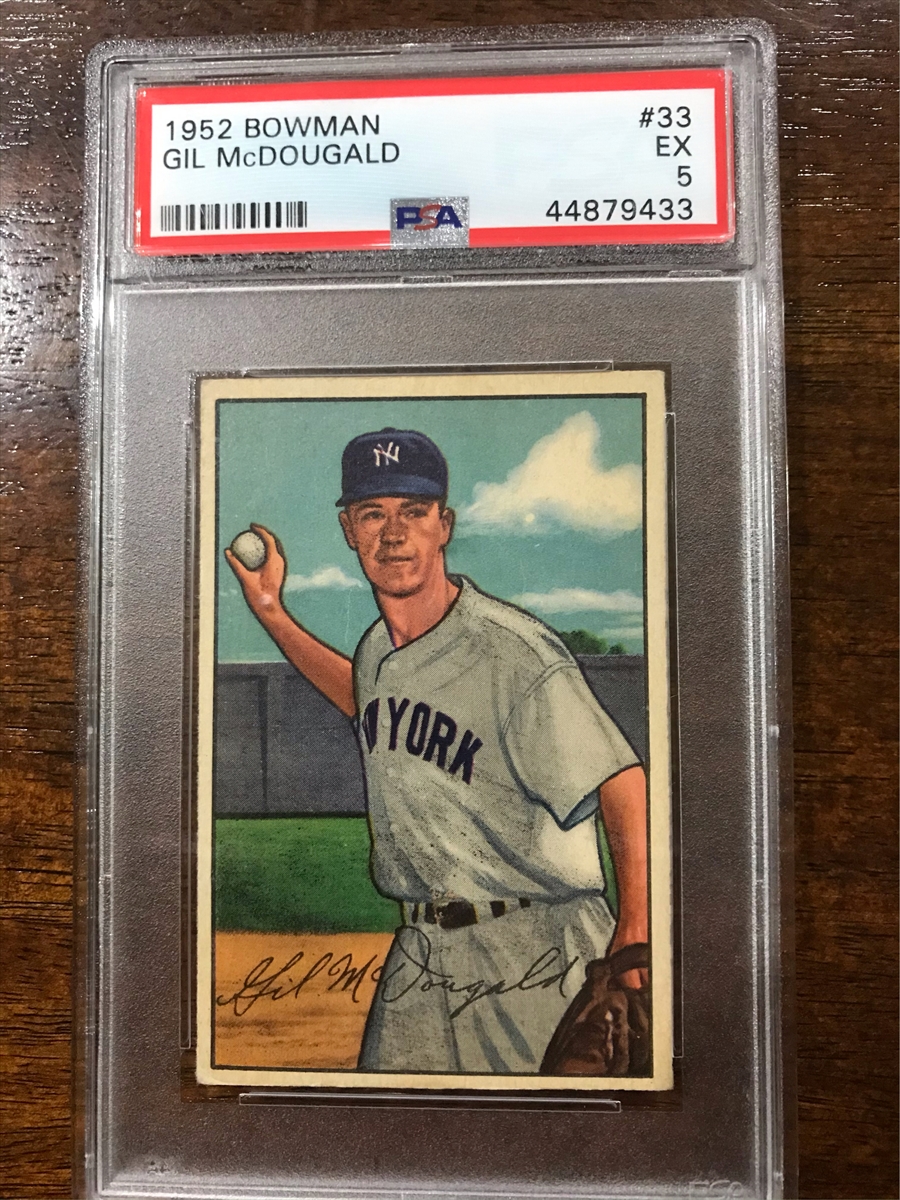 1952 BOWMAN #33
GIL McDOUGALD EX
5
PSA 44879433
NY
W YORK
Gil McDougald